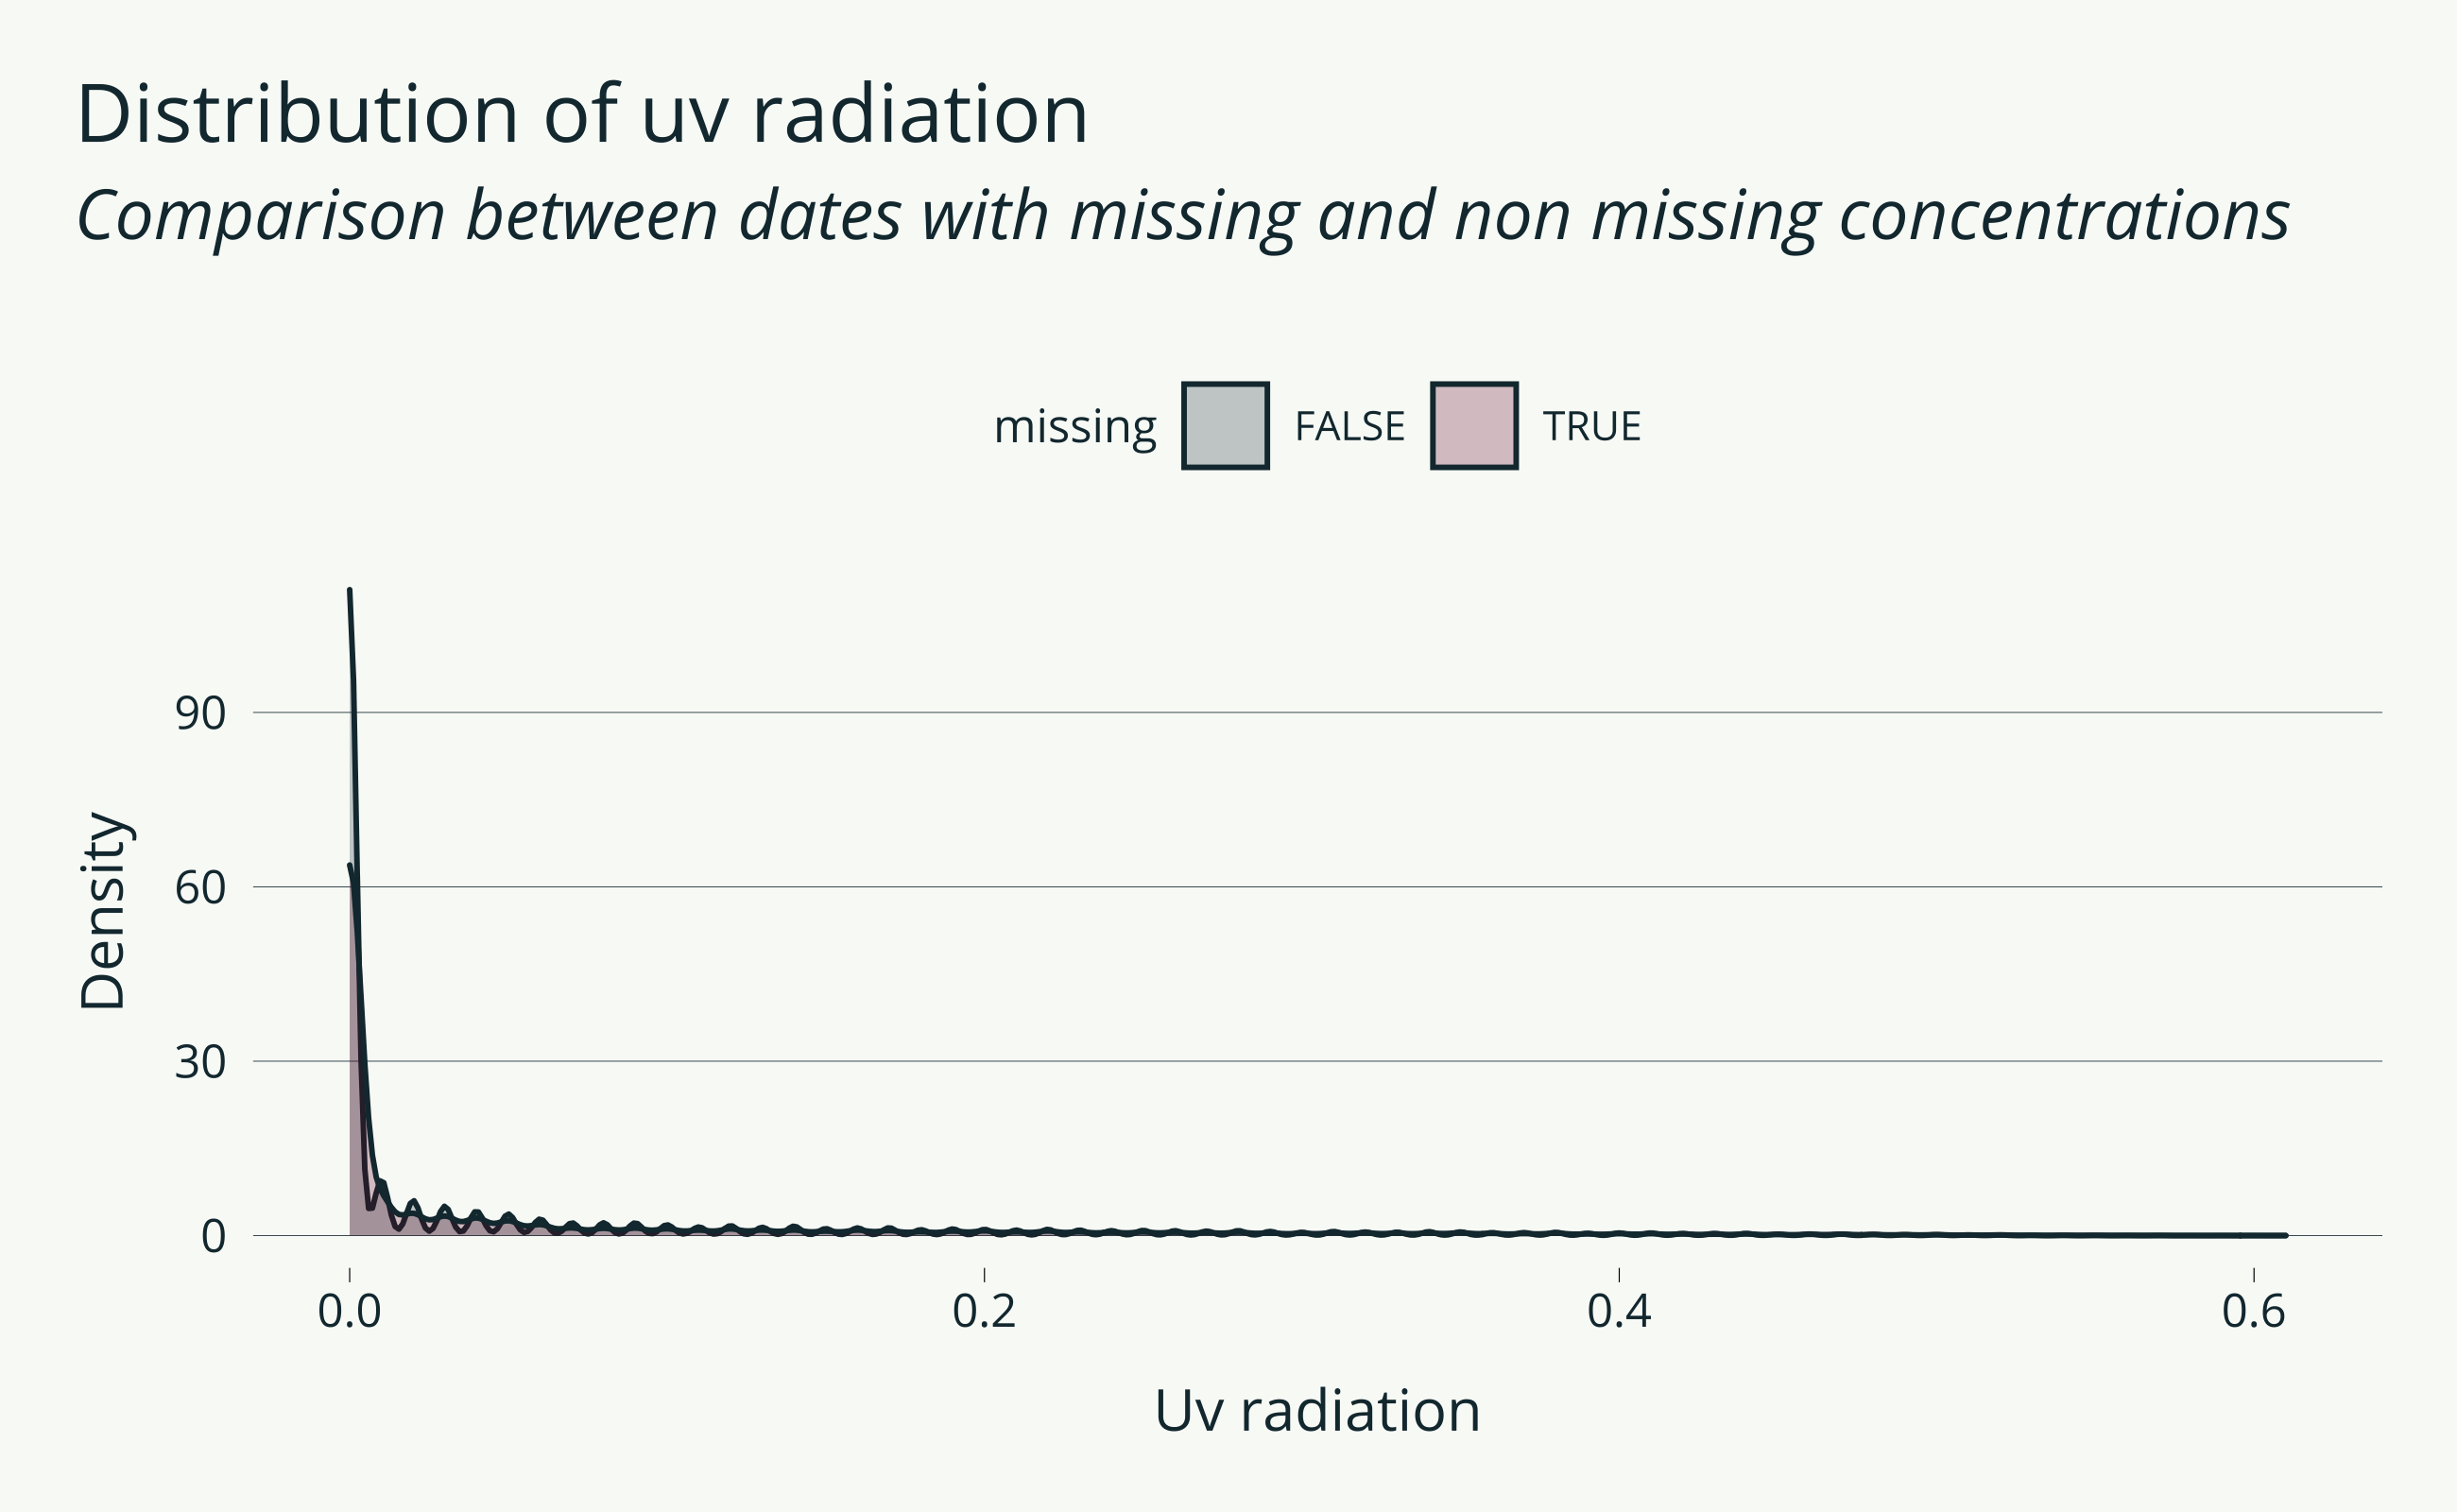 Distribution of uv radiation
Comparison between dates with missing and non missing concentrations
missing FALSE TRUE
Density
90
60
30
0
0.0 0.2 0.4 0.6
Uv radiation